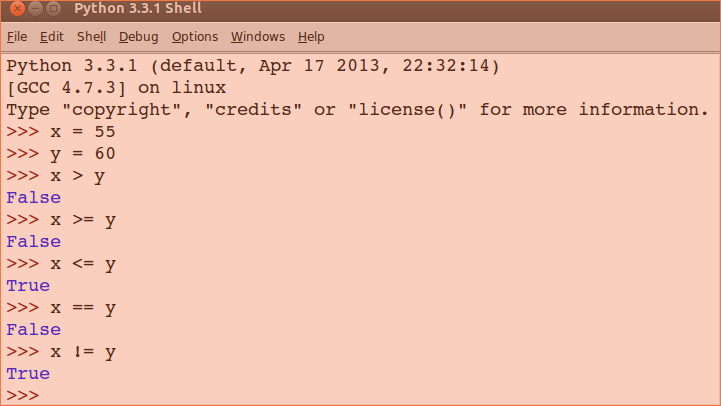 Python 3.3.1 Shell
File Edit Shell Debug Options Windows Help
Python 3.3.1 (default, Apr 17 2013, 22:32:14)
[GCC 4.7.3] on linux
Type "copyright", "credits" or "license()" for more information.
>>> x = 55
>>> y = 60
>>> x > y
False
>>> x >= y
False
>>> x <= y
True
>>> x == y
False
>>> x != y
True
>>>